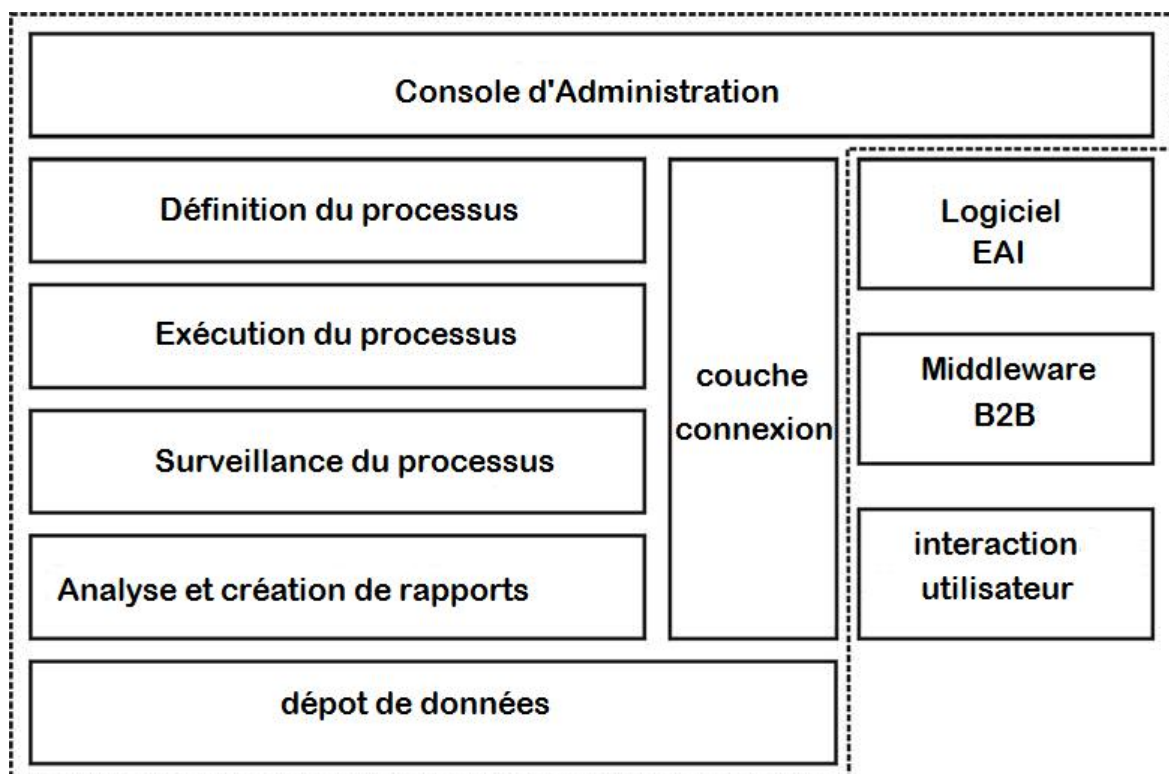 Console d'Administration
Définition du processus
Exécution du processus
Surveillance du processus
Analyse et création de rapports
dépot de données
couche
connexion
Logiciel
EAI
Middleware
B2B
interaction
utilisateur